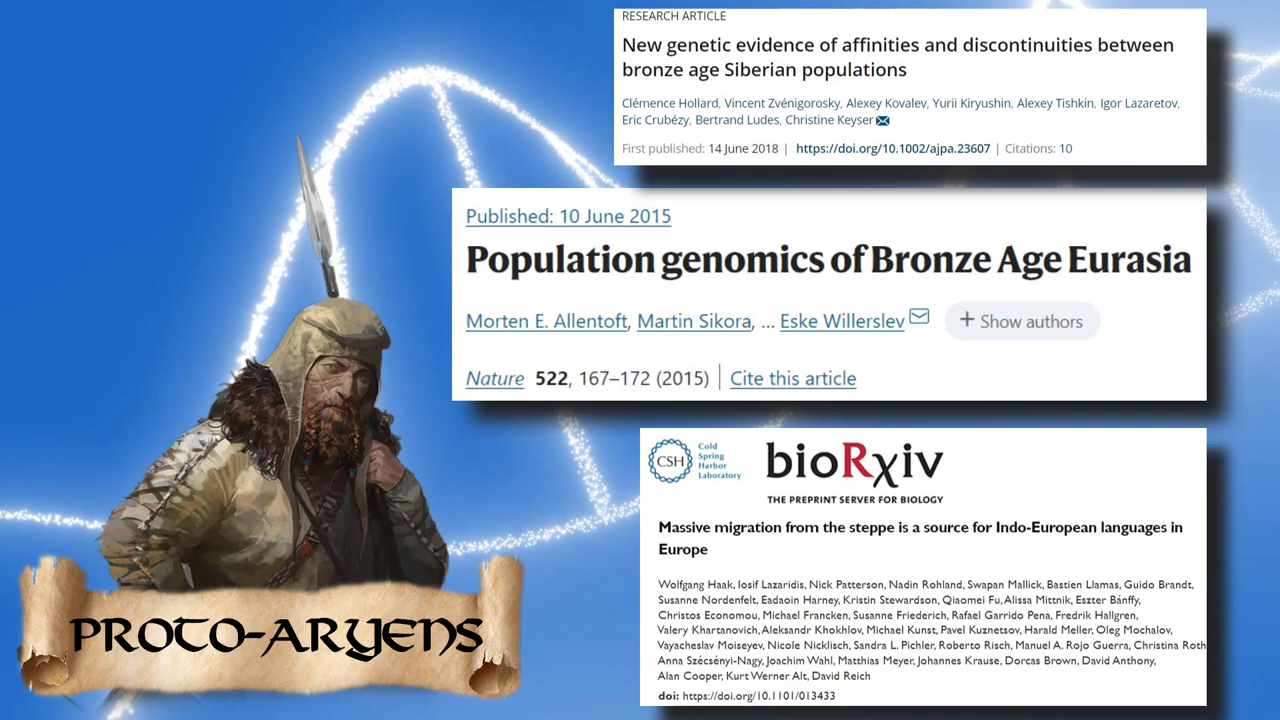 RESEARCH ARTICLE
New genetic evidence of affinities and discontinuities between
bronze age Siberian populations
Clémence Hollard, Vincent Zvénigorosky, Alexey Kovalev, Yurii Kiryushin, Alexey Tishkin, Igor Lazaretov,
Eric Crubézy, Bertrand Ludes, Christine Keyser
First published: 14 June 2018 | https://doi.org/10.1002/ajpa.23607 | Citations: 10
Published: 10 June 2015
Population genomics of Bronze Age Eurasia
Morten E. Allentoft, Martin Sikora, ... Eske Willerslev + Show authors
Nature 522, 167–172 (2015) | Cite this article
CSH
Cold
Spring
Harbor
Laboratory
bioRχiv
THE PREPRINT SERVER FOR BIOLOGY
Massive migration from the steppe is a source for Indo-European languages in
Europe
Wolfgang Haak, Iosif Lazaridis, Nick Patterson, Nadin Rohland, Swapan Mallick, Bastien Llamas, Guido Brandt,
Susanne Nordenfelt, Eadaoin Harney, Kristin Stewardson, Qiaomei Fu, Alissa Mittnik, Eszter Bánffy,
Christos Economou, Michael Francken, Susanne Friederich, Rafael Garrido Pena, Fredrik Hallgren,
Valery Khartanovich, Aleksandr Khokhlov, Michael Kunst, Pavel Kuznetsov, Harald Meller, Oleg Mochalov,
Vayacheslav Moiseyev, Nicole Nicklisch, Sandra L. Pichler, Roberto Risch, Manuel A. Rojo Guerra, Christina Roth
Anna Szécsényi-Nagy, Joachim Wahl, Matthias Meyer, Johannes Krause, Dorcas Brown, David Anthony,
Alan Cooper, Kurt Werner Alt, David Reich
doi: https://doi.org/10.1101/013433
PROTO-ARYENS